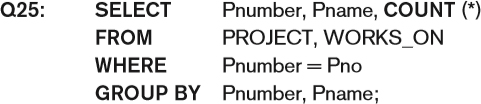 Q25: SELECT Pnumber, Pname, COUNT (*)
FROM PROJECT, WORKS_ON
WHERE Pnumber = Pno
GROUP BY Pnumber, Pname;